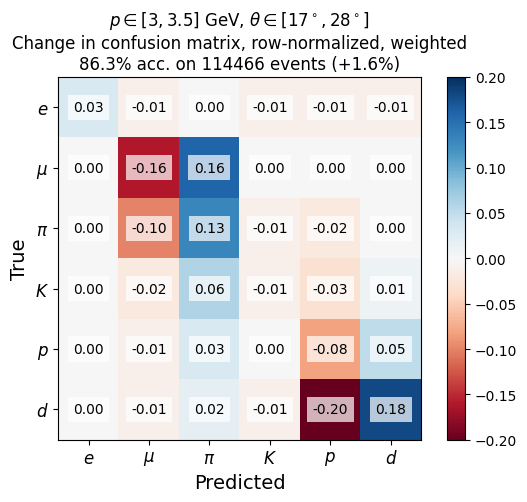 p ∈ [3, 3.5] GeV, θ ∈ [17°, 28°]
Change in confusion matrix, row-normalized, weighted
86.3% acc. on 114466 events (+1.6%)
e 0.03 -0.01 0.00 -0.01 -0.01 -0.01
μ 0.00 -0.16 0.16 0.00 0.00 0.00
π 0.00 -0.10 0.13 -0.01 -0.02 0.00
K 0.00 -0.02 0.06 -0.01 -0.03 0.01
p 0.00 -0.01 0.03 0.00 -0.08 0.05
d 0.00 -0.01 0.02 -0.01 -0.20 0.18
e μ π K p d
Predicted
True
0.20
0.15
0.10
0.05
0.00
−0.05
−0.10
−0.15
−0.20